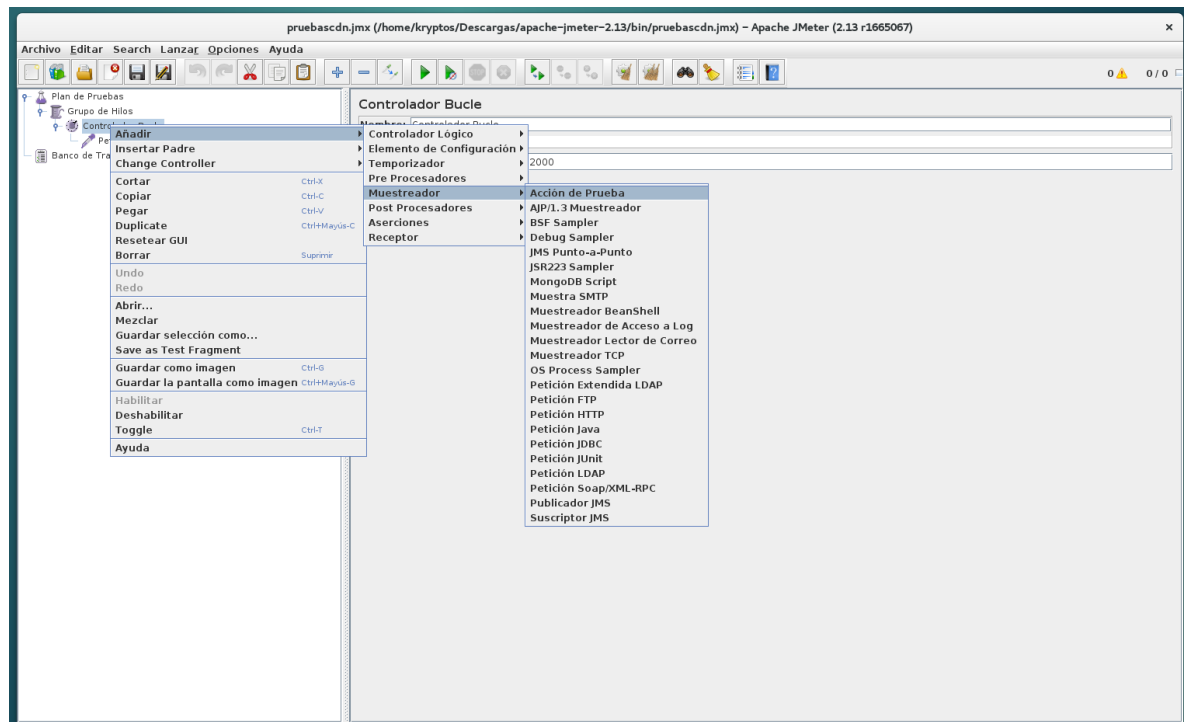 pruebascdn.jmx (/home/kryptos/Descargas/apache-jmeter-2.13/bin/pruebascdn.jmx) - Apache JMeter (2.13 r1665067) x
Archivo Editar Search Lanzar Opciones Ayuda
0 0 / 0
Plan de Pruebas
Grupo de Hilos
Banco de Tra
Controlador Bucle
Nombre: Controlador Bucle
2000
Añadir
Insertar Padre
Change Controller
Cortar Ctrl-X
Copiar Ctrl-C
Pegar Ctrl-V
Duplicate Ctrl+Mayús-C
Resetear GUI
Borrar Suprimir
Undo
Redo
Abrir...
Mezclar
Guardar selección como...
Save as Test Fragment
Guardar como imagen Ctrl-G
Guardar la pantalla como imagen Ctrl+Mayús-G
Habilitar
Deshabilitar
Toggle Ctrl-T
Ayuda
Controlador Lógico
Elemento de Configuración
Temporizador
Pre Procesadores
Muestreador
Post Procesadores
Aserciones
Receptor
Acción de Prueba
AJP/1.3 Muestreador
BSF Sampler
Debug Sampler
JMS Punto-a-Punto
JSR223 Sampler
MongoDB Script
Muestra SMTP
Muestreador BeanShell
Muestreador de Acceso a Log
Muestreador Lector de Correo
Muestreador TCP
OS Process Sampler
Petición Extendida LDAP
Petición FTP
Petición HTTP
Petición Java
Petición JDBC
Petición JUnit
Petición LDAP
Petición Soap/XML-RPC
Publicador JMS
Suscriptor JMS